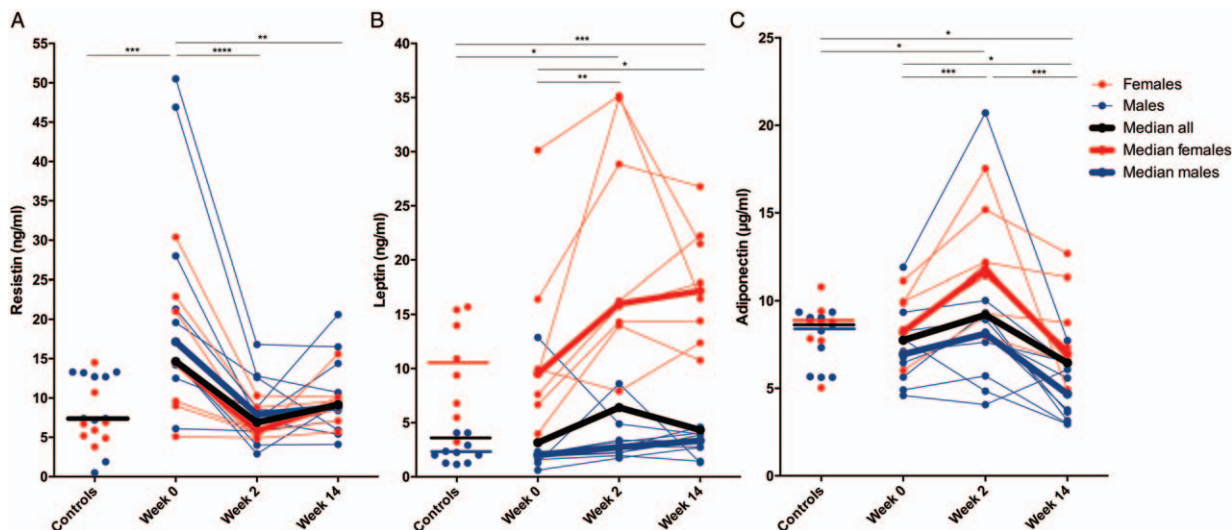 A
B
C
Resistin (ng/ml)
55
50
45
40
35
30
25
20
15
10
5
0
***
****
**
Controls
Week 0
Week 2
Week 14
Leptin (ng/ml)
40
35
30
25
20
15
10
5
0
***
*
*
**
Controls
Week 0
Week 2
Week 14
Adiponectin (µg/ml)
25
20
15
10
5
0
*
*
*
***
***
Controls
Week 0
Week 2
Week 14
Females
Males
Median all
Median females
Median males